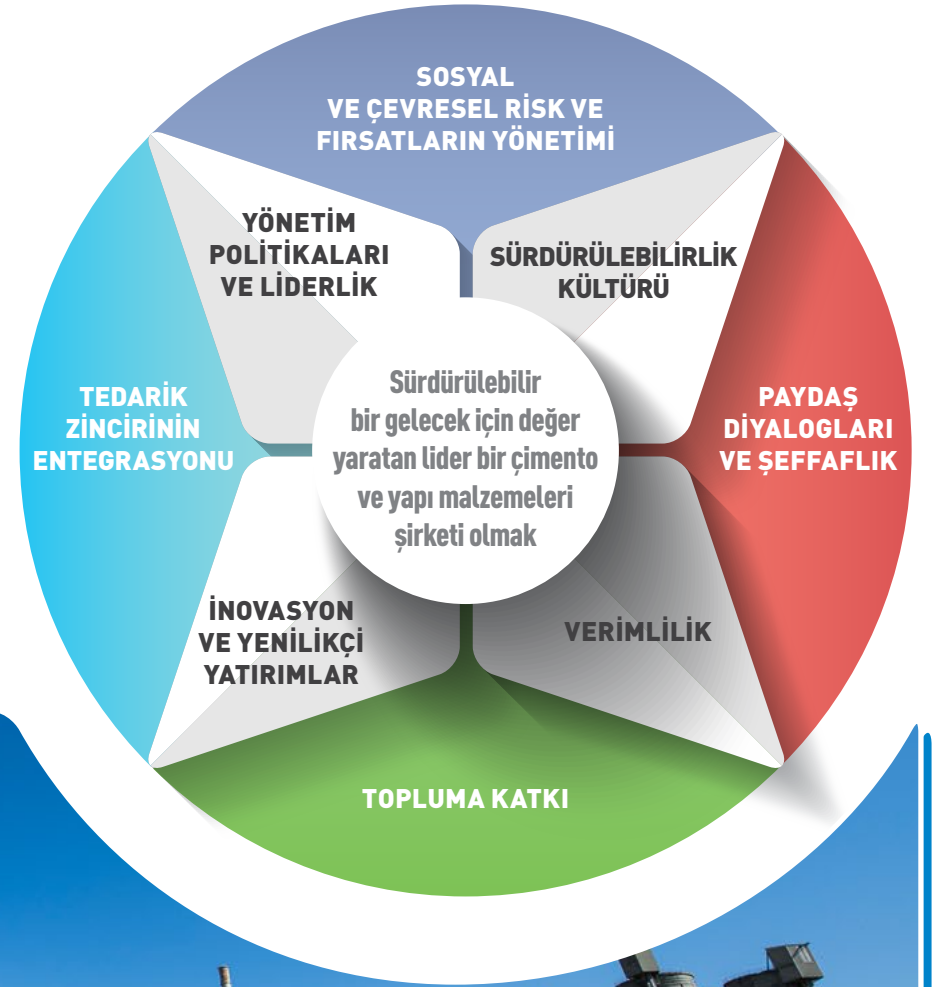 SOSYAL
VE ÇEVRESEL RİSK VE
FIRSATLARIN YÖNETİMİ
YÖNETİM
POLİTİKALARI
VE LİDERLİK
SÜRDÜRÜLEBİLİRLİK
KÜLTÜRÜ
TEDARİK
ZİNCİRİNİN
ENTEGRASYONU
Sürdürülebilir
bir gelecek için değer
yaratan lider bir çimento
ve yapı malzemeleri
şirketi olmak
PAYDAŞ
DİYALOGLARI
VE ŞEFFAFLIK
İNOVASYON
VE YENİLİKÇİ
YATIRIMLAR
VERİMLİLİK
TOPLUMA KATKI